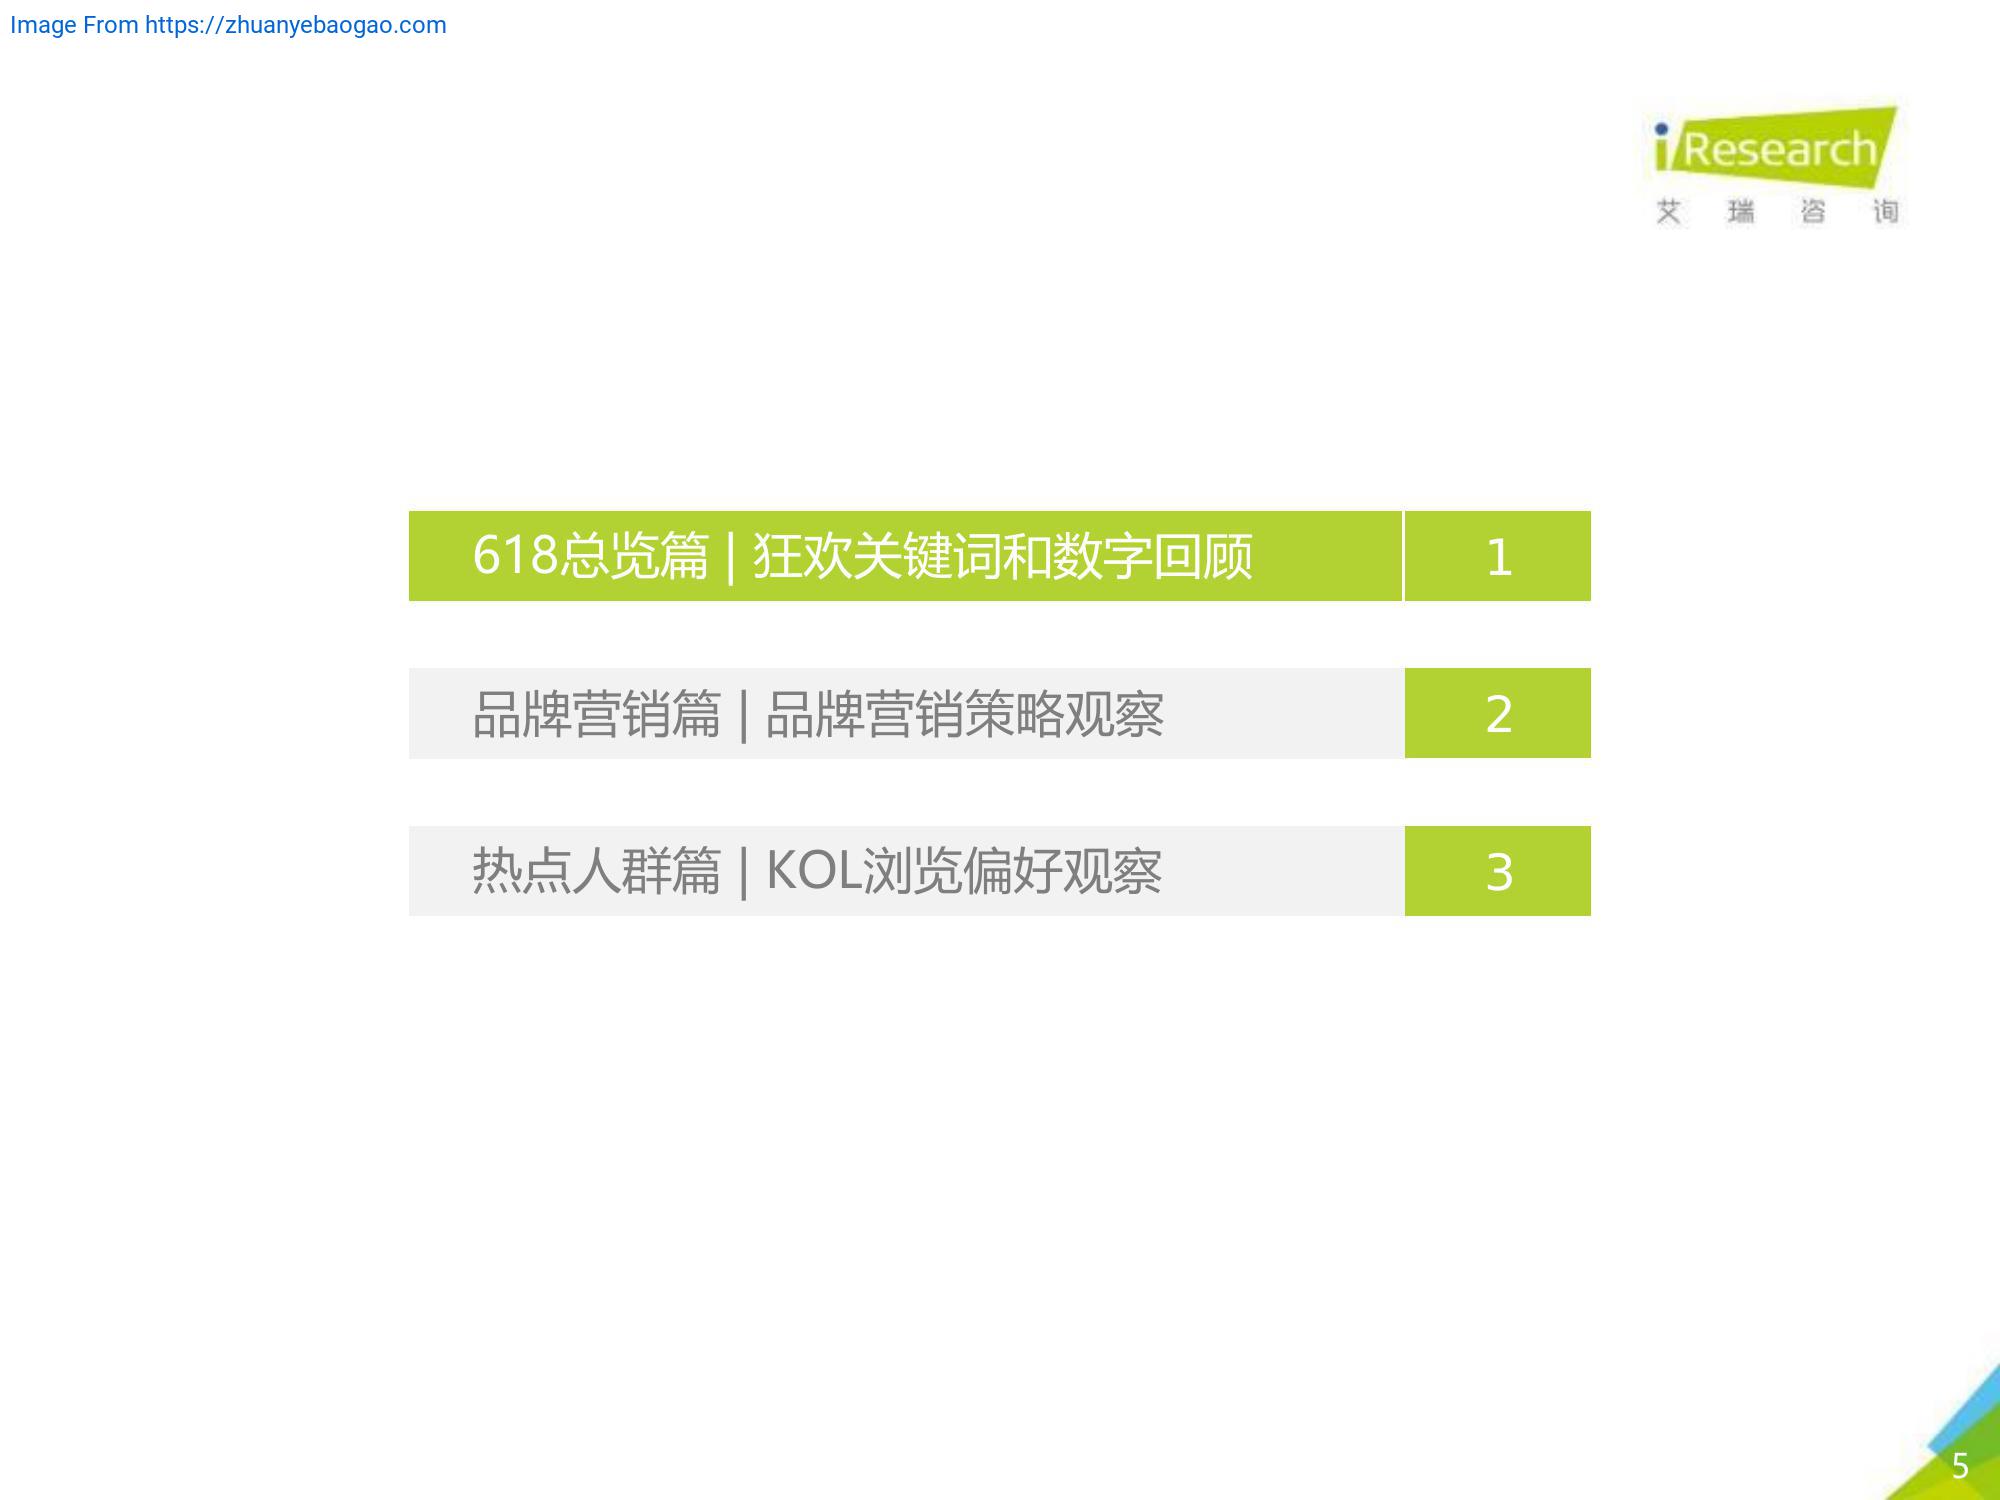 Image From https://zhuanyebaogao.com
iResearch
艾瑞咨询
618总览篇 | 狂欢关键词和数字回顾 1
品牌营销篇 | 品牌营销策略观察 2
热点人群篇 | KOL浏览偏好观察 3
5